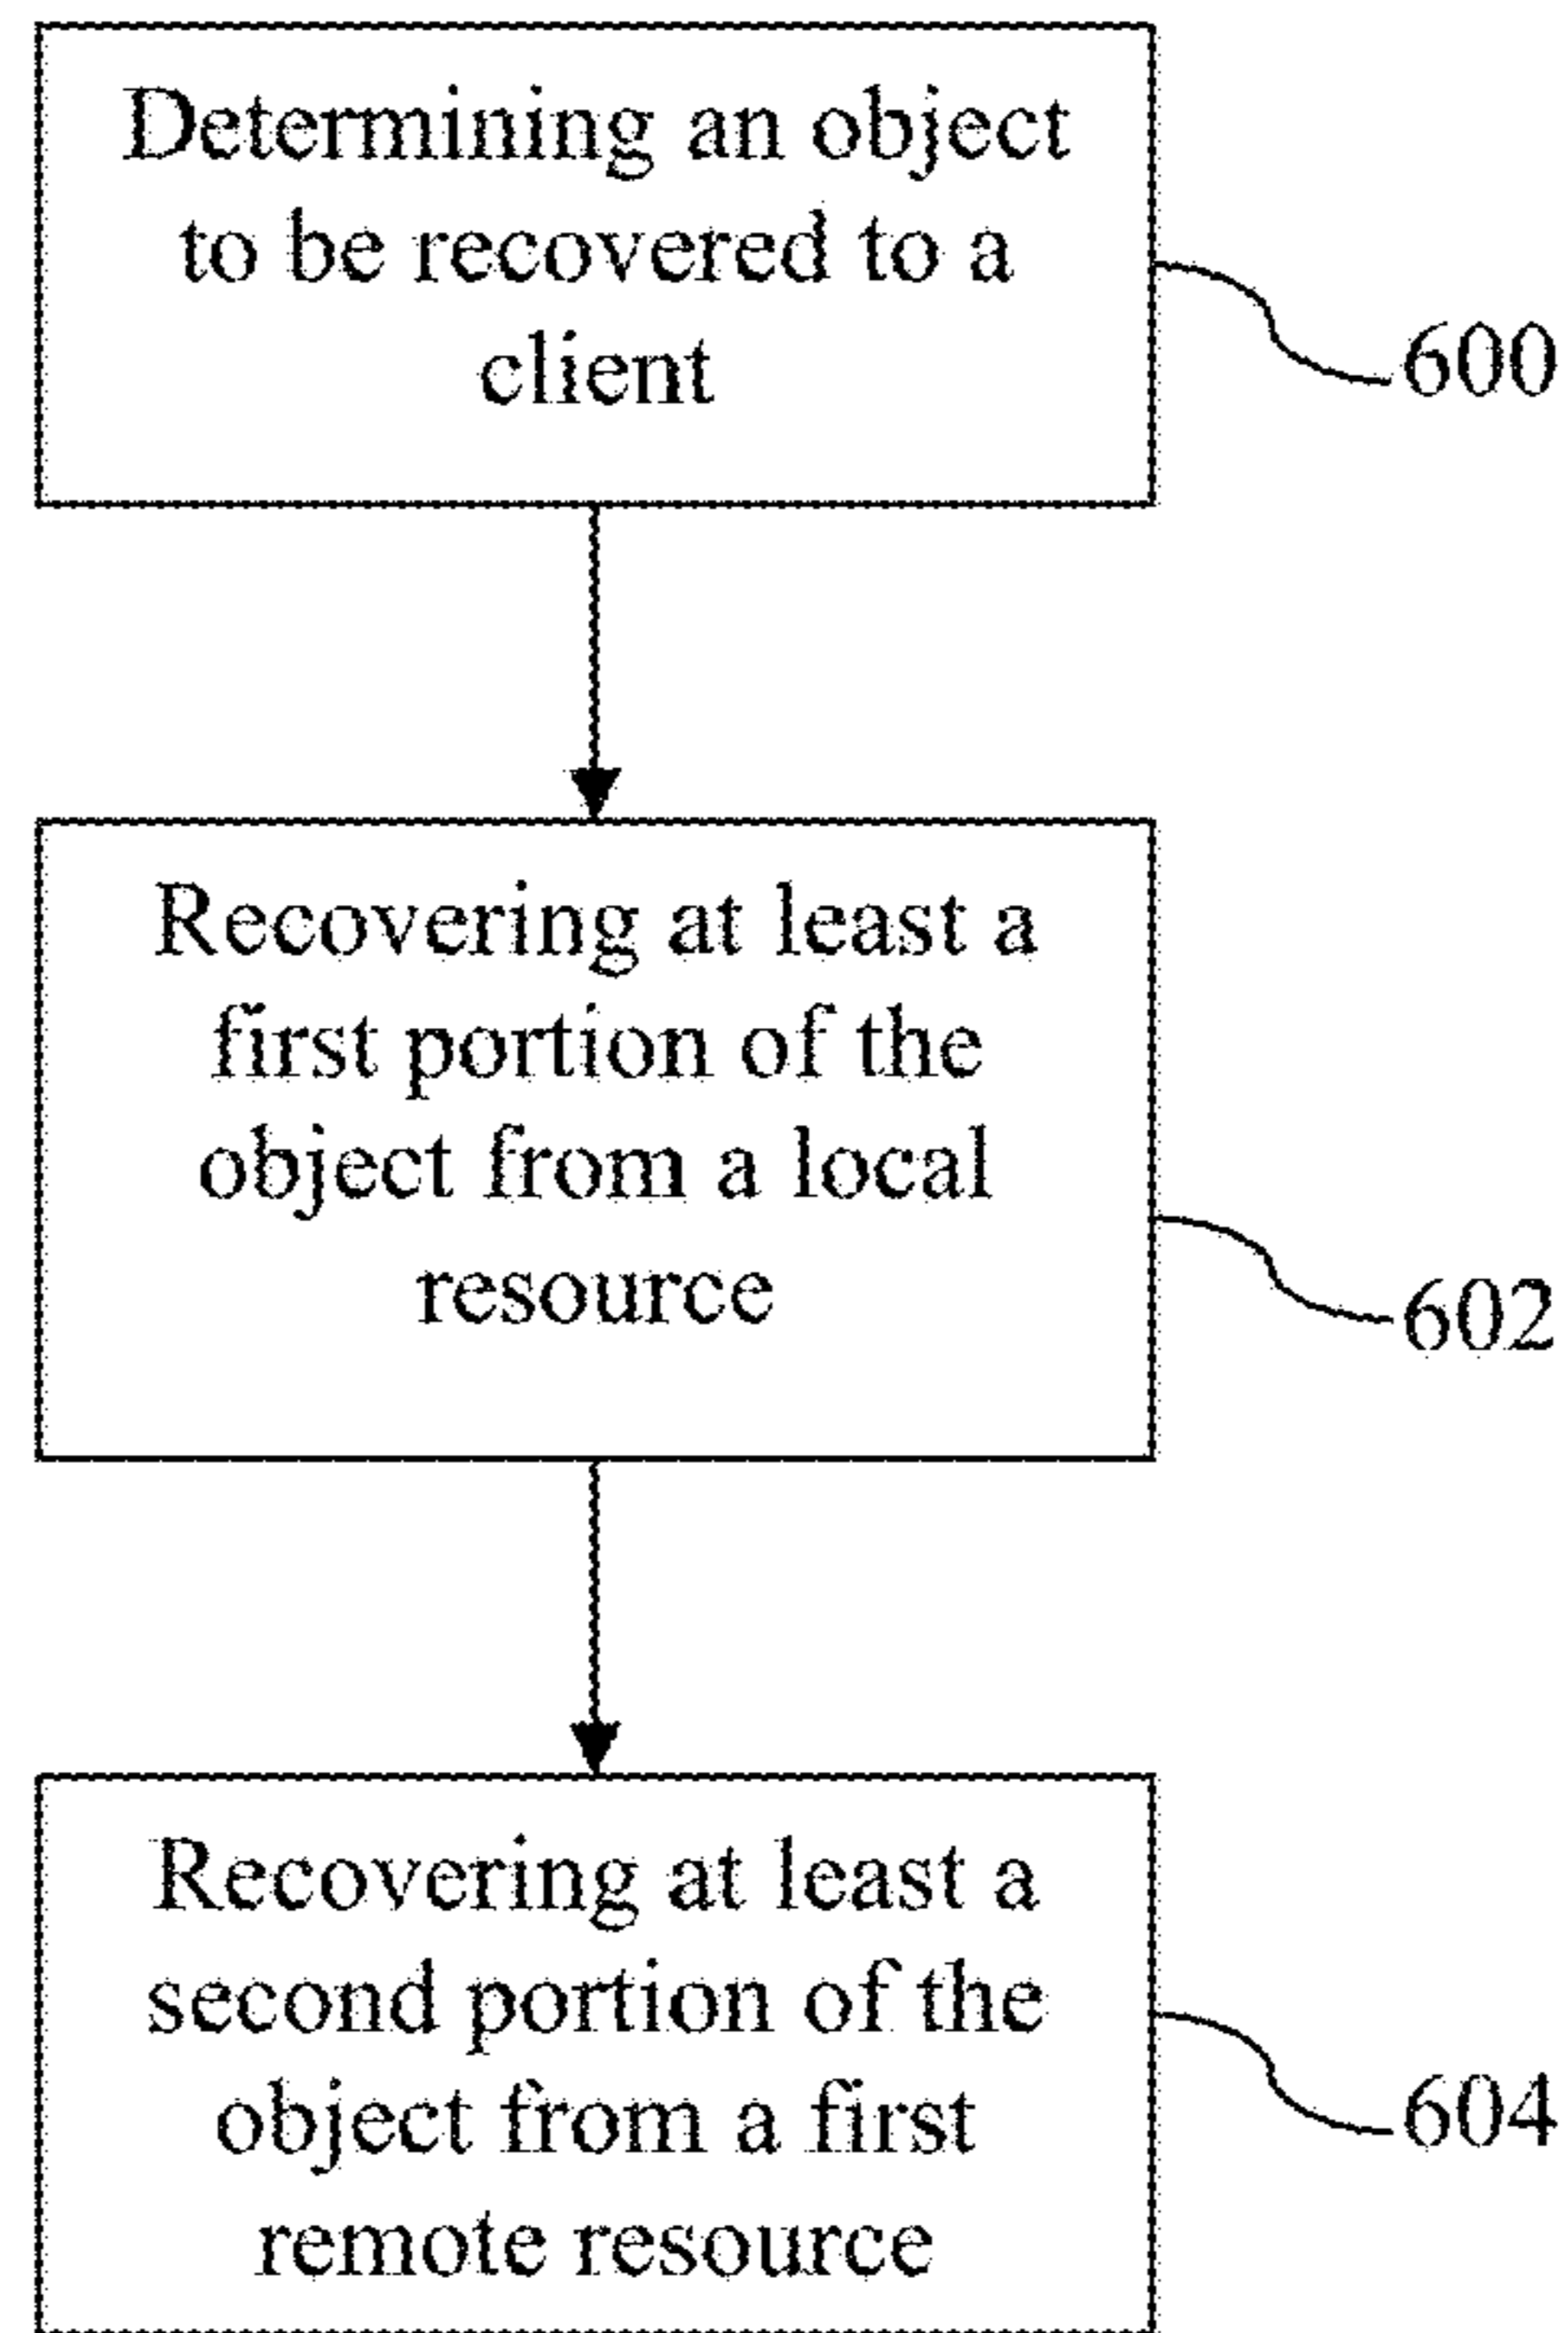 Determining an object
to be recovered to a
client
600
Recovering at least a
first portion of the
object from a local
resource
602
Recovering at least a
second portion of the
object from a first
remote resource
604